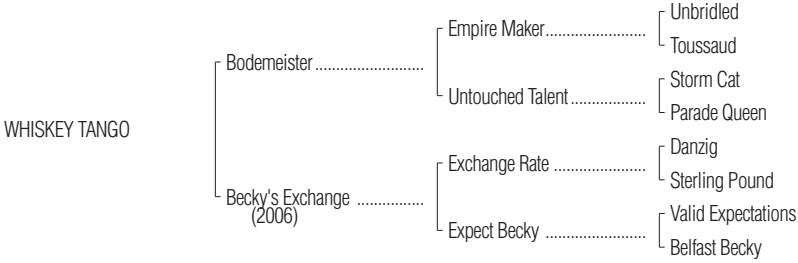 Unbridled
Empire Maker........................
Toussaud
Bodemeister..........................
Storm Cat
Untouched Talent..................
Parade Queen
WHISKEY TANGO
Danzig
Exchange Rate ......................
Sterling Pound
Becky's Exchange ................
(2006)
Valid Expectations
Expect Becky ........................
Belfast Becky